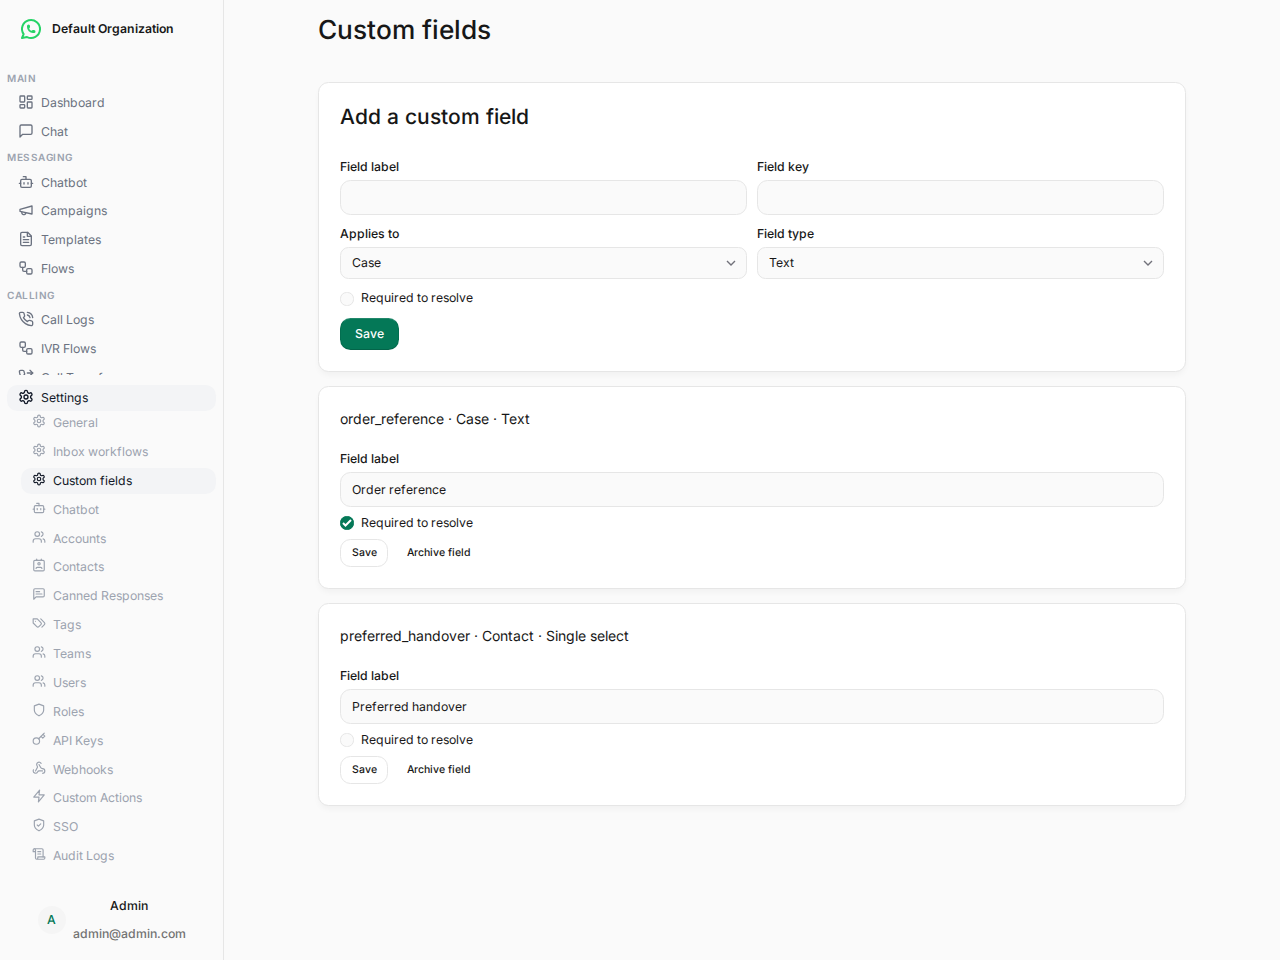 Default Organization
MAIN
Dashboard
Chat
MESSAGING
Chatbot
Campaigns
Templates
Flows
CALLING
Call Logs
IVR Flows
Settings
General
Inbox workflows
Custom fields
Chatbot
Accounts
Contacts
Canned Responses
Tags
Teams
Users
Roles
API Keys
Webhooks
Custom Actions
SSO
Audit Logs
A
Admin
admin@admin.com
Custom fields
Add a custom field
Field label
Field key
Applies to
Field type
Case
Text
Required to resolve
Save
order_reference · Case · Text
Field label
Order reference
Required to resolve
Save
Archive field
preferred_handover · Contact · Single select
Field label
Preferred handover
Required to resolve
Save
Archive field